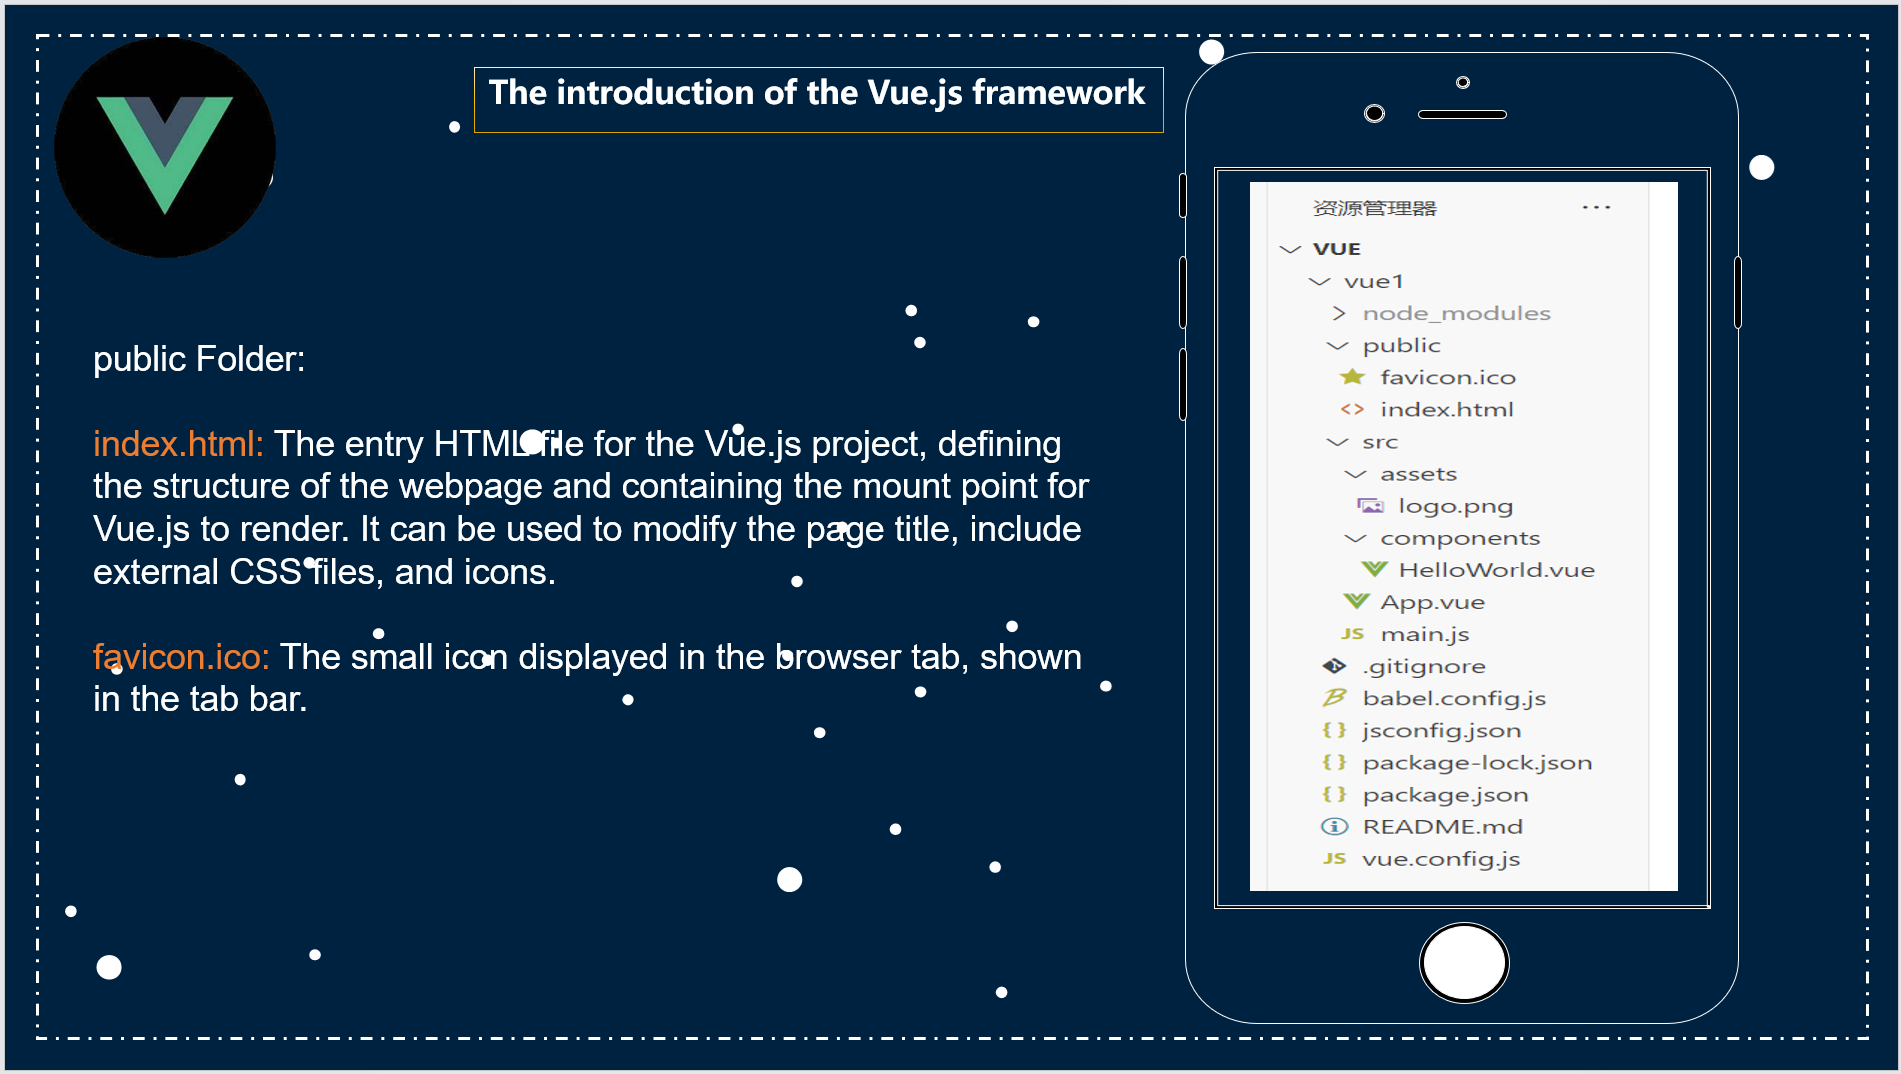 The introduction of the Vue.js framework
public Folder:
index.html: The entry HTML file for the Vue.js project, defining
the structure of the webpage and containing the mount point for
Vue.js to render. It can be used to modify the page title, include
external CSS files, and icons.
favicon.ico: The small icon displayed in the browser tab, shown
in the tab bar.
资源管理器 ···
VUE
vue1
node_modules
public
favicon.ico
<> index.html
src
assets
logo.png
components
HelloWorld.vue
App.vue
JS main.js
.gitignore
babel.config.js
{} jsconfig.json
{} package-lock.json
{} package.json
README.md
JS vue.config.js